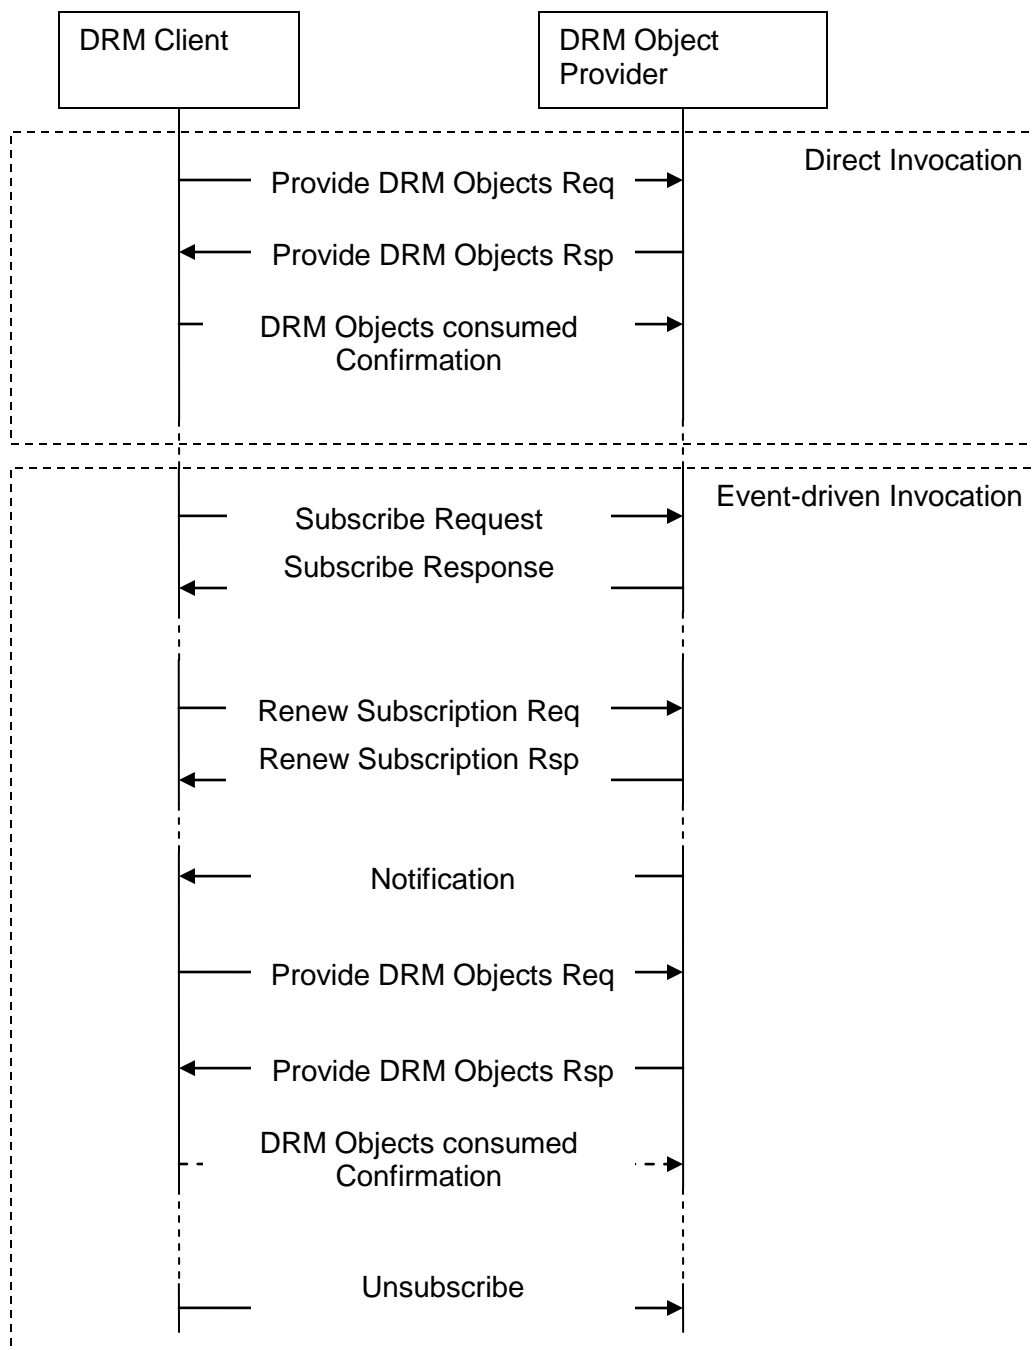 DRM Client
DRM Object
Provider
Direct Invocation
Provide DRM Objects Req
Provide DRM Objects Rsp
DRM Objects consumed
Confirmation
Event-driven Invocation
Subscribe Request
Subscribe Response
Renew Subscription Req
Renew Subscription Rsp
Notification
Provide DRM Objects Req
Provide DRM Objects Rsp
DRM Objects consumed
Confirmation
Unsubscribe